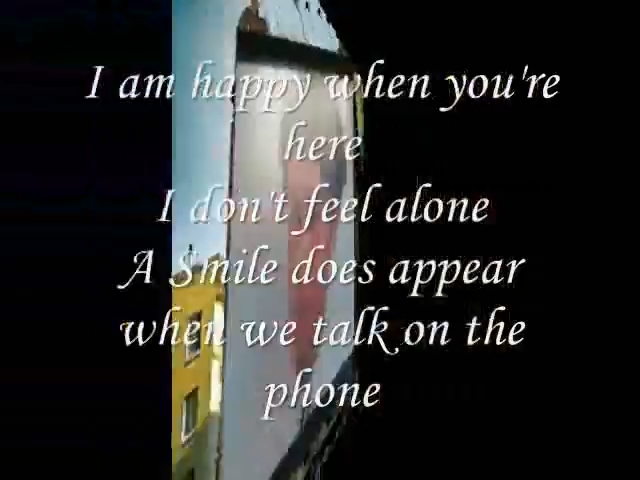 I am happy when you're
here
I don't feel alone
A Smile does appear
when we talk on the
phone